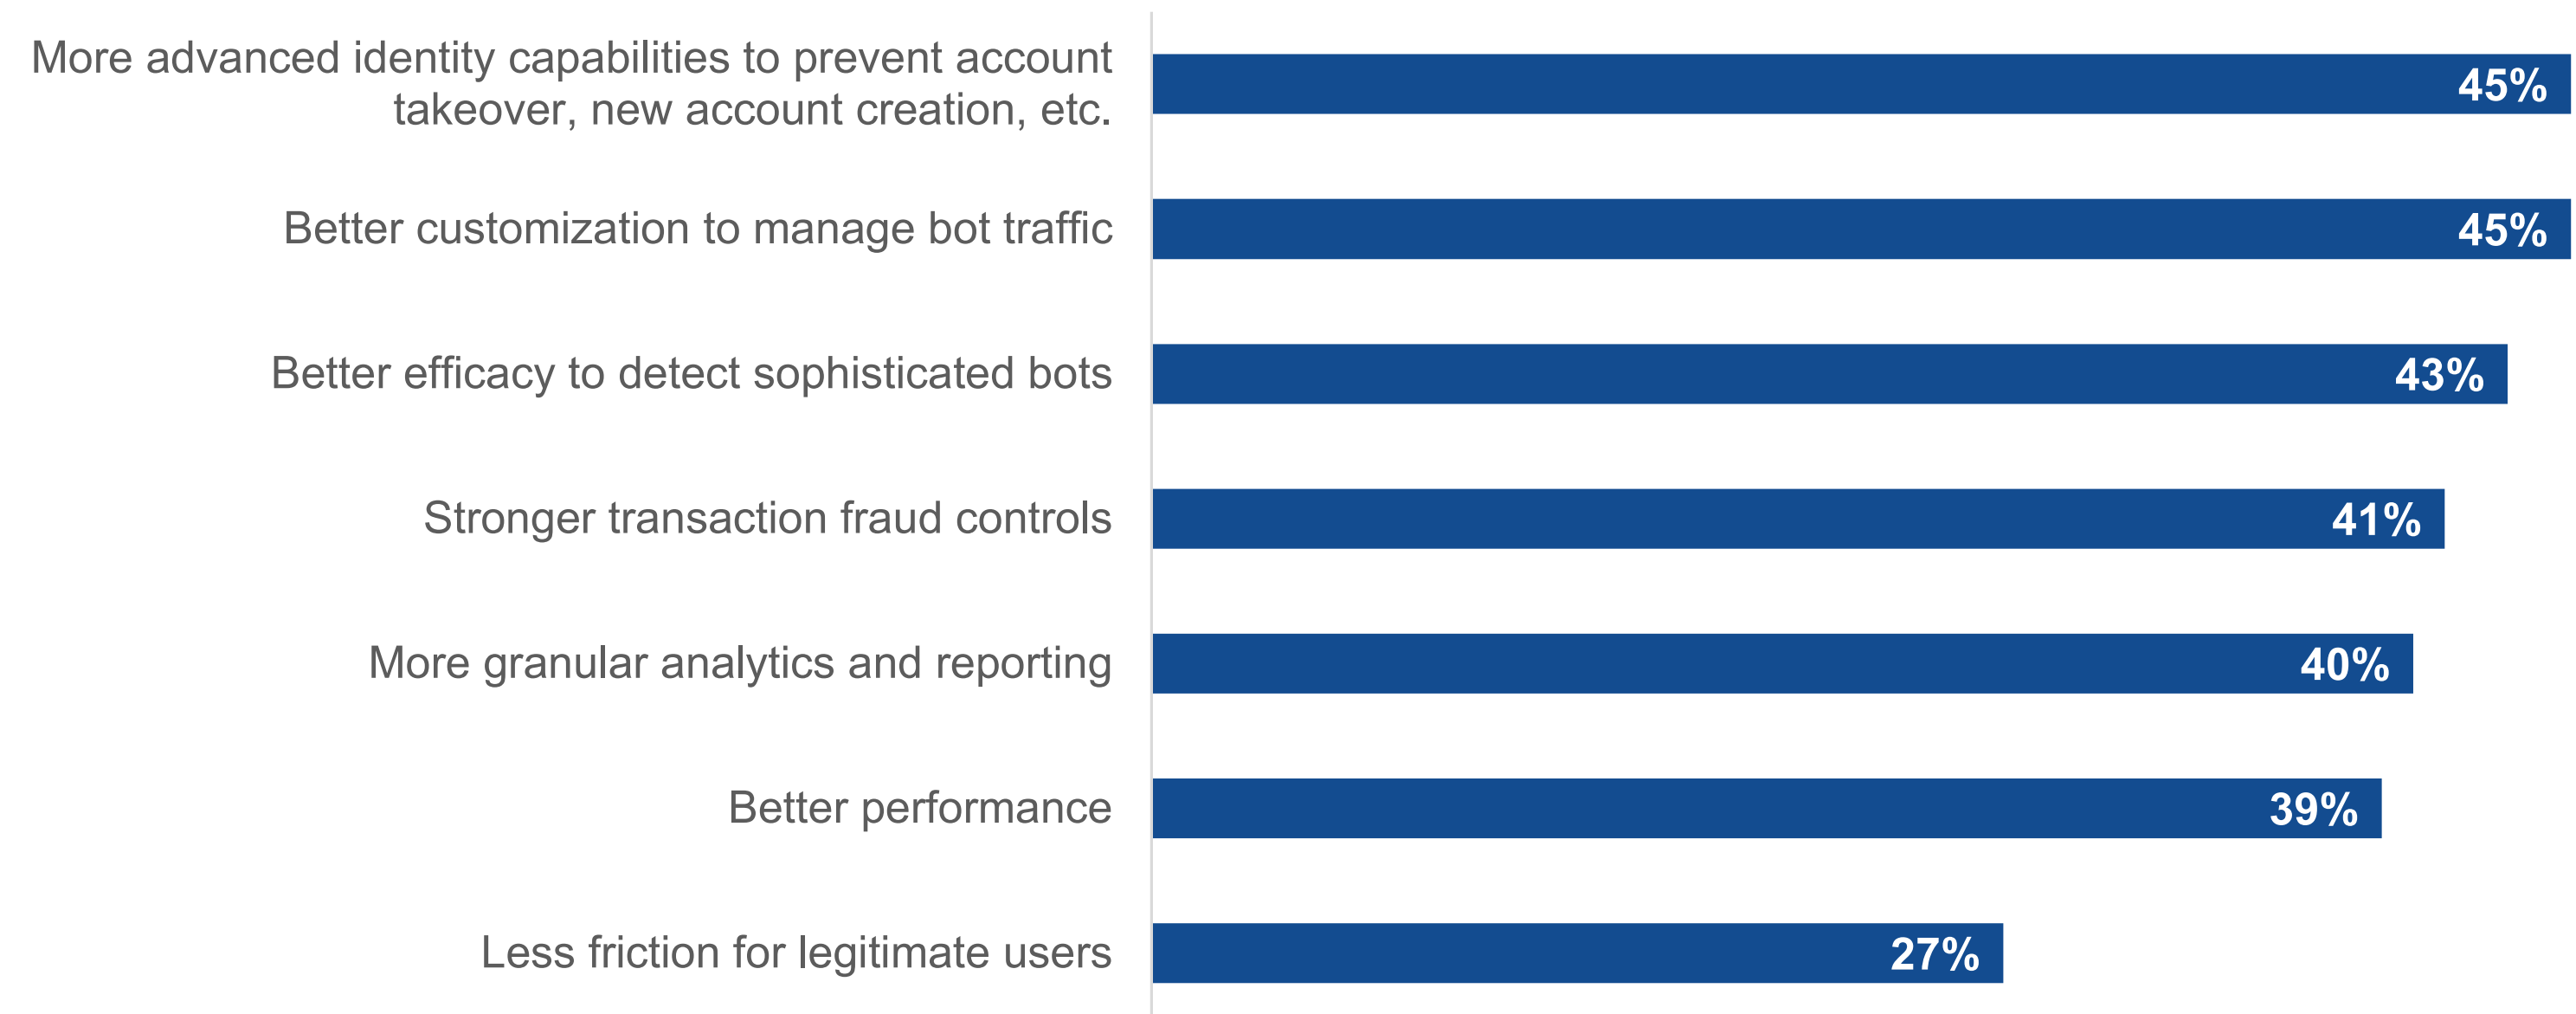 More advanced identity capabilities to prevent account
takeover, new account creation, etc.
45%
Better customization to manage bot traffic
45%
Better efficacy to detect sophisticated bots
43%
Stronger transaction fraud controls
41%
More granular analytics and reporting
40%
Better performance
39%
Less friction for legitimate users
27%